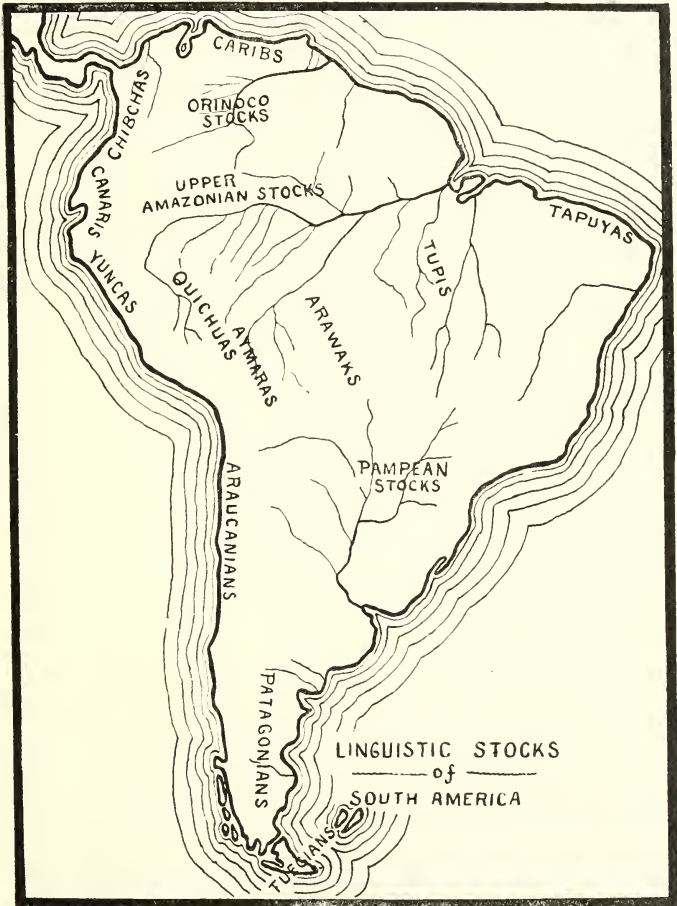 CARIBS
CHIBCHAS
ORINOCO
STOCKS
UPPER
AMAZONIAN STOCKS
CANARIS
TAPUYAS
YUNCAS
TUPIS
QUICHUAS
AYMARAS
ARAWAKS
PAMPEAN
STOCKS
ARAUCANIANS
PATAGONIANS
LINGUISTIC STOCKS
of
SOUTH AMERICA
FUEGIANS